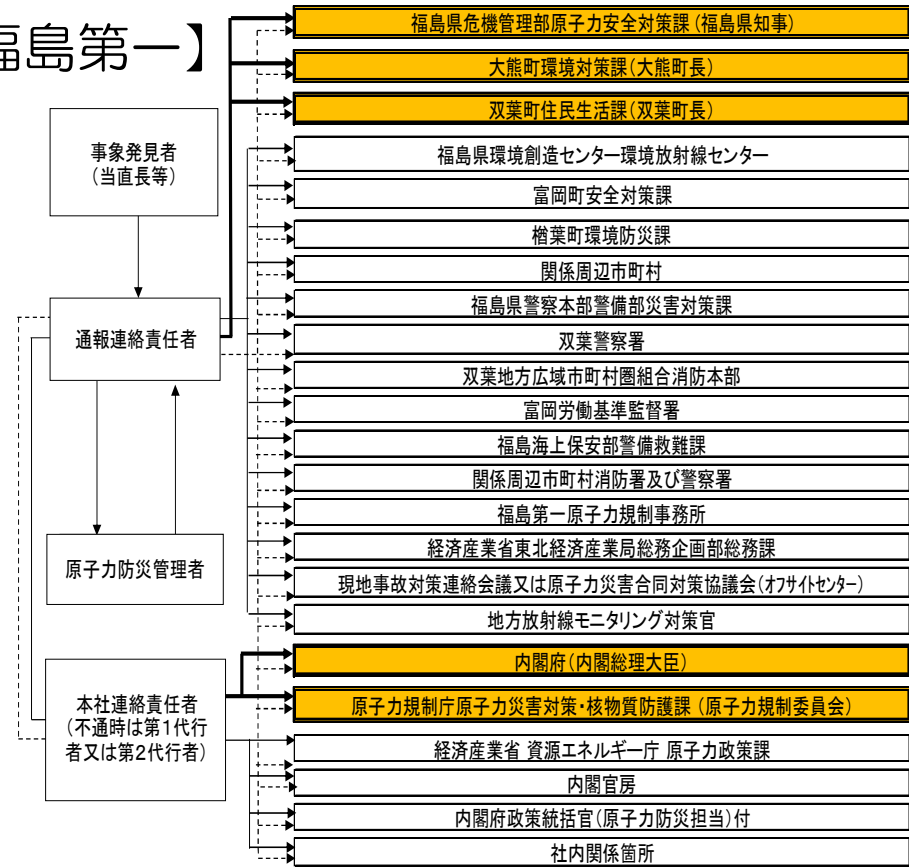 福島第一】
福島県危機管理部原子力安全対策課(福島県知事)
大熊町環境対策課(大熊町長)
双葉町住民生活課(双葉町長)
事象発見者
(当直長等)
福島県環境創造センター環境放射線センター
富岡町安全対策課
楢葉町環境防災課
関係周辺市町村
福島県警察本部警備部災害対策課
通報連絡責任者
双葉警察署
双葉地方広域市町村圏組合消防本部
富岡労働基準監督署
福島海上保安部警備救難課
関係周辺市町村消防署及び警察署
福島第一原子力規制事務所
経済産業省東北経済産業局総務企画部総務課
原子力防災管理者
現地事故対策連絡会議又は原子力災害合同対策協議会(オフサイトセンター)
地方放射線モニタリング対策官
内閣府(内閣総理大臣)
原子力規制庁原子力災害対策・核物質防護課(原子力規制委員会)
本社連絡責任者
(不通時は第1代行
者又は第2代行者)
経済産業省 資源エネルギー庁 原子力政策課
内閣官房
内閣府政策統括官(原子力防災担当)付
社内関係箇所